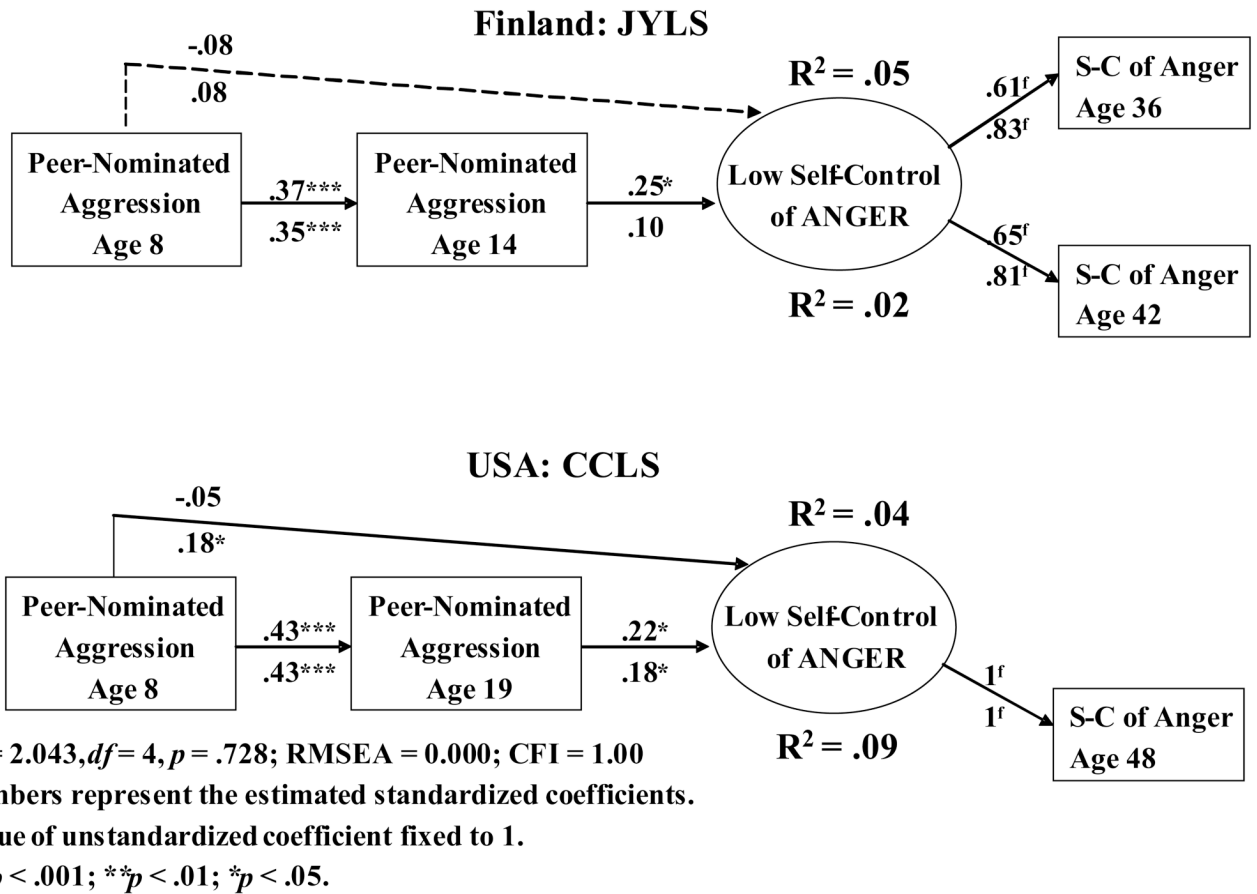 Finland: JYLS
-.08
.08
R² = .05
S-C of Anger
Age 36
.61ᶠ
.83ᶠ
Peer-Nominated
Aggression
Age 8
.37***
.35***
Peer-Nominated
Aggression
Age 14
.25*
.10
Low Self-Control
of ANGER
.65ᶠ
.81ᶠ
S-C of Anger
Age 42
R² = .02
USA: CCLS
-.05
.18*
R² = .04
Peer-Nominated
Aggression
Age 8
.43***
.43***
Peer-Nominated
Aggression
Age 19
.22*
.18*
Low Self-Control
of ANGER
1ᶠ
1ᶠ
S-C of Anger
Age 48
R² = .09
= 2.043, df = 4, p = .728; RMSEA = 0.000; CFI = 1.00
represent the estimated standardized coefficients.
of unstandardized coefficient fixed to 1.
< .001; **p < .01; *p < .05.